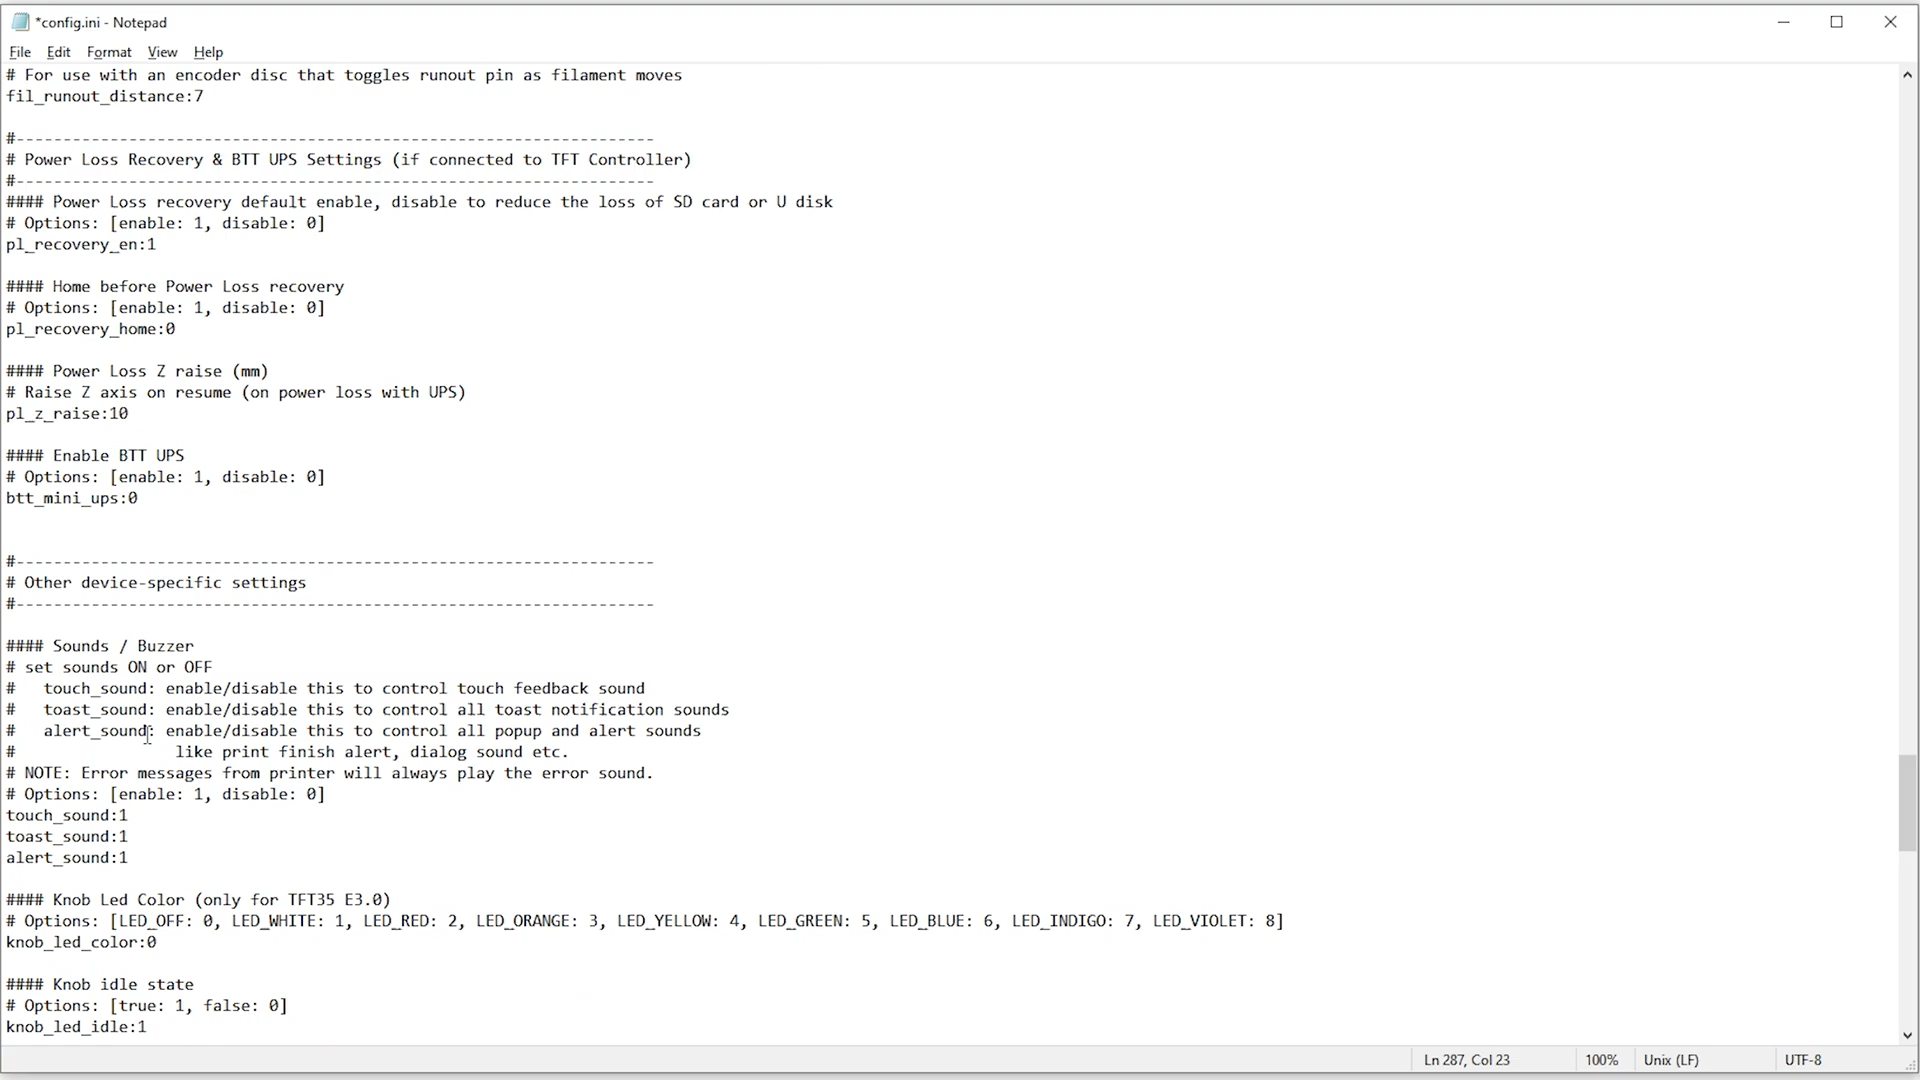 *config.ini - Notepad
File Edit Format View Help
# For use with an encoder disc that toggles runout pin as filament moves
fil_runout_distance:7
#--------------------------------------------------------------------
# Power Loss Recovery & BTT UPS Settings (if connected to TFT Controller)
#--------------------------------------------------------------------
#### Power Loss recovery default enable, disable to reduce the loss of SD card or U disk
# Options: [enable: 1, disable: 0]
pl_recovery_en:1
#### Home before Power Loss recovery
# Options: [enable: 1, disable: 0]
pl_recovery_home:0
#### Power Loss Z raise (mm)
# Raise Z axis on resume (on power loss with UPS)
pl_z_raise:10
#### Enable BTT UPS
# Options: [enable: 1, disable: 0]
btt_mini_ups:0
#--------------------------------------------------------------------
# Other device-specific settings
#--------------------------------------------------------------------
#### Sounds / Buzzer
# set sounds ON or OFF
#   touch_sound: enable/disable this to control touch feedback sound
#   toast_sound: enable/disable this to control all toast notification sounds
#   alert_sound: enable/disable this to control all popup and alert sounds
#                 like print finish alert, dialog sound etc.
# NOTE: Error messages from printer will always play the error sound.
# Options: [enable: 1, disable: 0]
touch_sound:1
toast_sound:1
alert_sound:1
#### Knob Led Color (only for TFT35 E3.0)
# Options: [LED_OFF: 0, LED_WHITE: 1, LED_RED: 2, LED_ORANGE: 3, LED_YELLOW: 4, LED_GREEN: 5, LED_BLUE: 6, LED_INDIGO: 7, LED_VIOLET: 8]
knob_led_color:0
#### Knob idle state
# Options: [true: 1, false: 0]
knob_led_idle:1
Ln 287, Col 23 100% Unix (LF) UTF-8